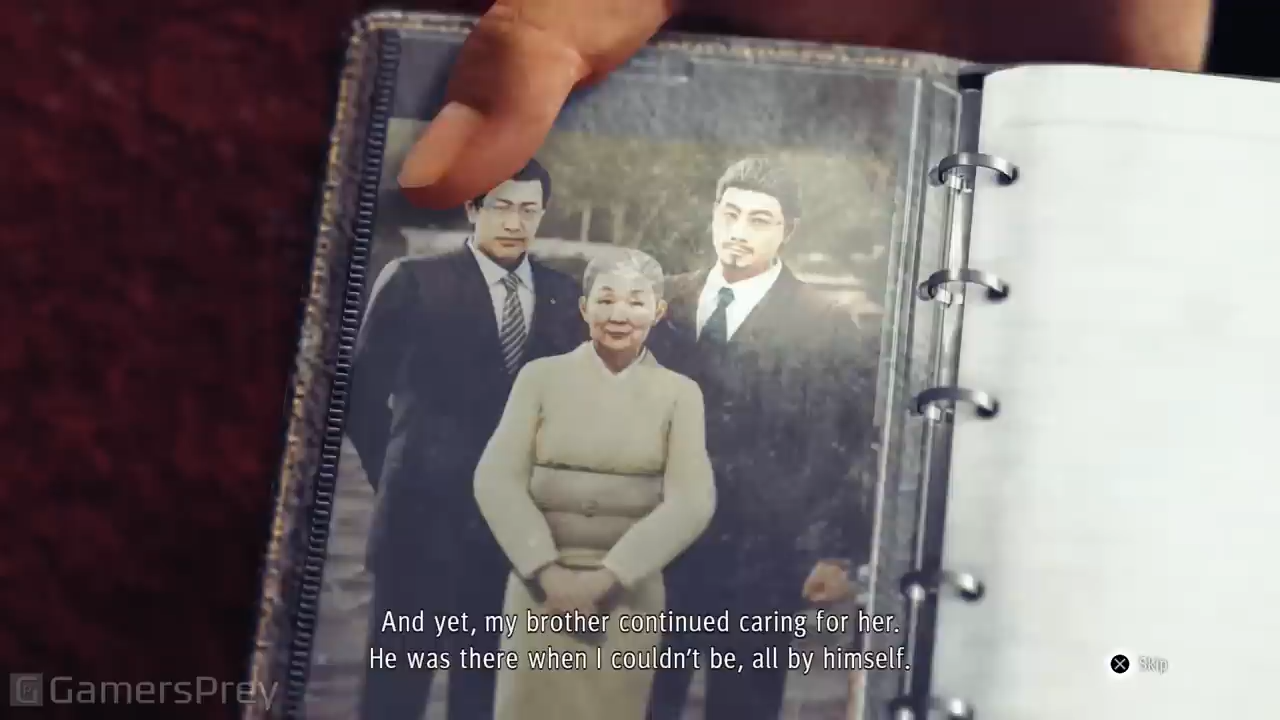 And yet, my brother continued caring for her.
He was there when I couldn't be, all by himself.
Skip
GamersPrey